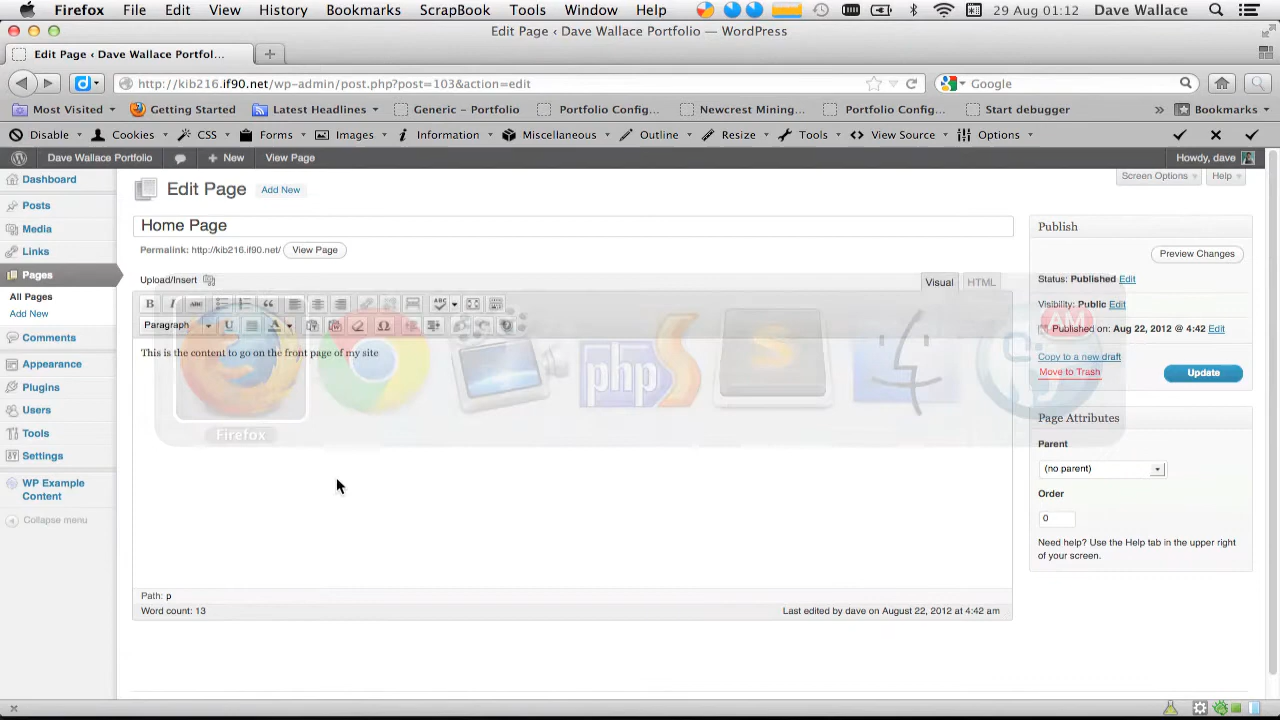 Firefox File Edit View History Bookmarks ScrapBook Tools Window Help 29 Aug 01:12 Dave Wallace
Edit Page ‹ Dave Wallace Portfolio — WordPress
Edit Page ‹ Dave Wallace Portfol...
http://kib216.if90.net/wp-admin/post.php?post=103&action=edit Google
Most Visited Getting Started Latest Headlines Generic – Portfolio Portfolio Config... Newcrest Mining... Portfolio Config... Start debugger » Bookmarks
Disable Cookies CSS Forms Images Information Miscellaneous Outline Resize Tools View Source Options
Dave Wallace Portfolio + New View Page Howdy, dave
Dashboard
Posts
Media
Links
Pages
All Pages
Add New
Comments
Appearance
Plugins
Users
Tools
Settings
WP Example
Content
Collapse menu
Edit Page Add New
Screen Options Help
Home Page
Permalink: http://kib216.if90.net/ View Page
Upload/Insert Visual HTML
B I ABC ABC
Paragraph U A
This is the content to go on the front page of my site
php S AM
Firefox
Path: p
Word count: 13 Last edited by dave on August 22, 2012 at 4:42 am
Publish
Preview Changes
Status: Published Edit
Visibility: Public Edit
Published on: Aug 22, 2012 @ 4:42 Edit
Copy to a new draft
Move to Trash Update
Page Attributes
Parent
(no parent)
Order
0
Need help? Use the Help tab in the upper right
of your screen.